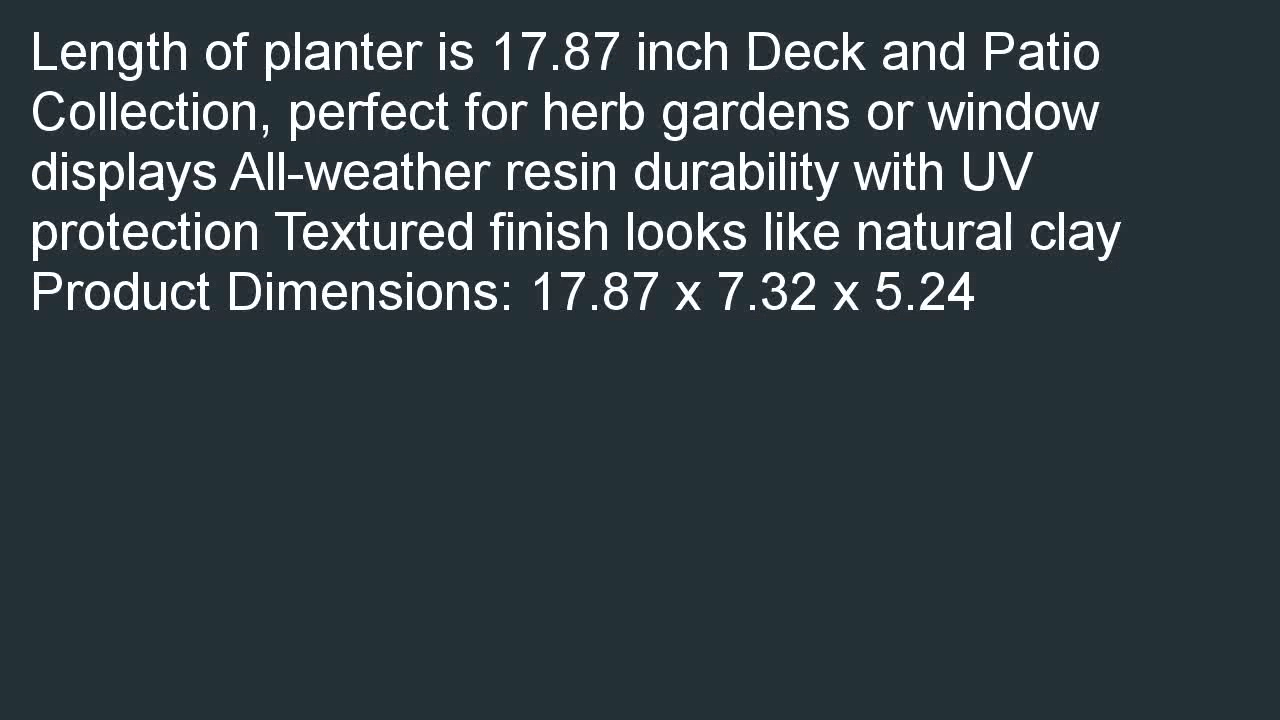 Length of planter is 17.87 inch Deck and Patio
Collection, perfect for herb gardens or window
displays All-weather resin durability with UV
protection Textured finish looks like natural clay
Product Dimensions: 17.87 x 7.32 x 5.24